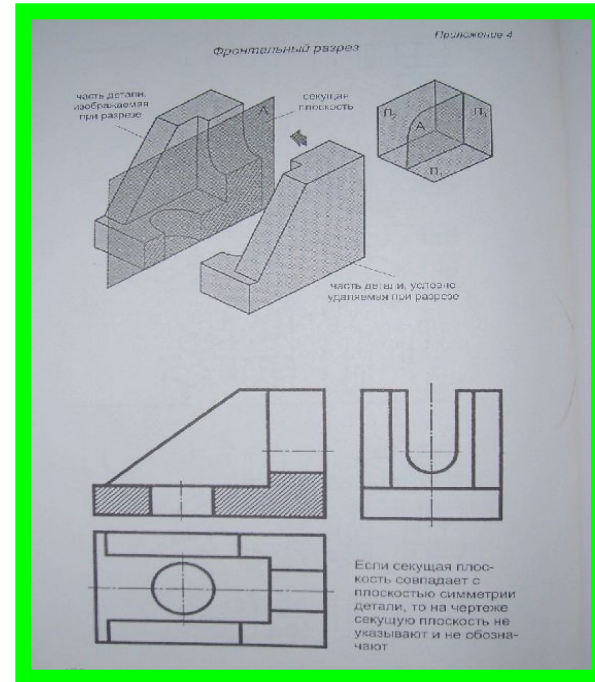 Приложение 4
Фронтельный разрез
часть детали,
изображаемая
при разрезе
секущая
плоскость
А
П₂
А
П₃
П₁
часть детали, условно
удаляемая при разрезе
Если секущая плос-
кость совпадает с
плоскостью симметрии
детали, то на чертеже
секущую плоскость не
указывают и не обозна-
чают